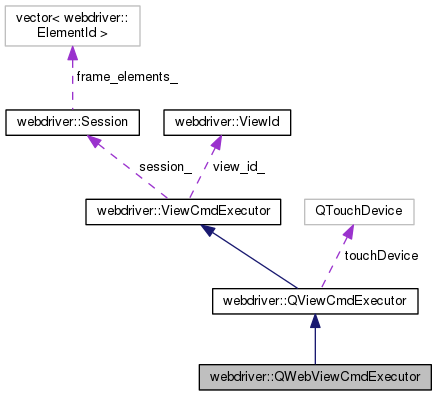 vector< webdriver::
ElementId >
frame_elements_
webdriver::Session
webdriver::ViewId
session_
view_id_
webdriver::ViewCmdExecutor
QTouchDevice
touchDevice
webdriver::QViewCmdExecutor
webdriver::QWebViewCmdExecutor